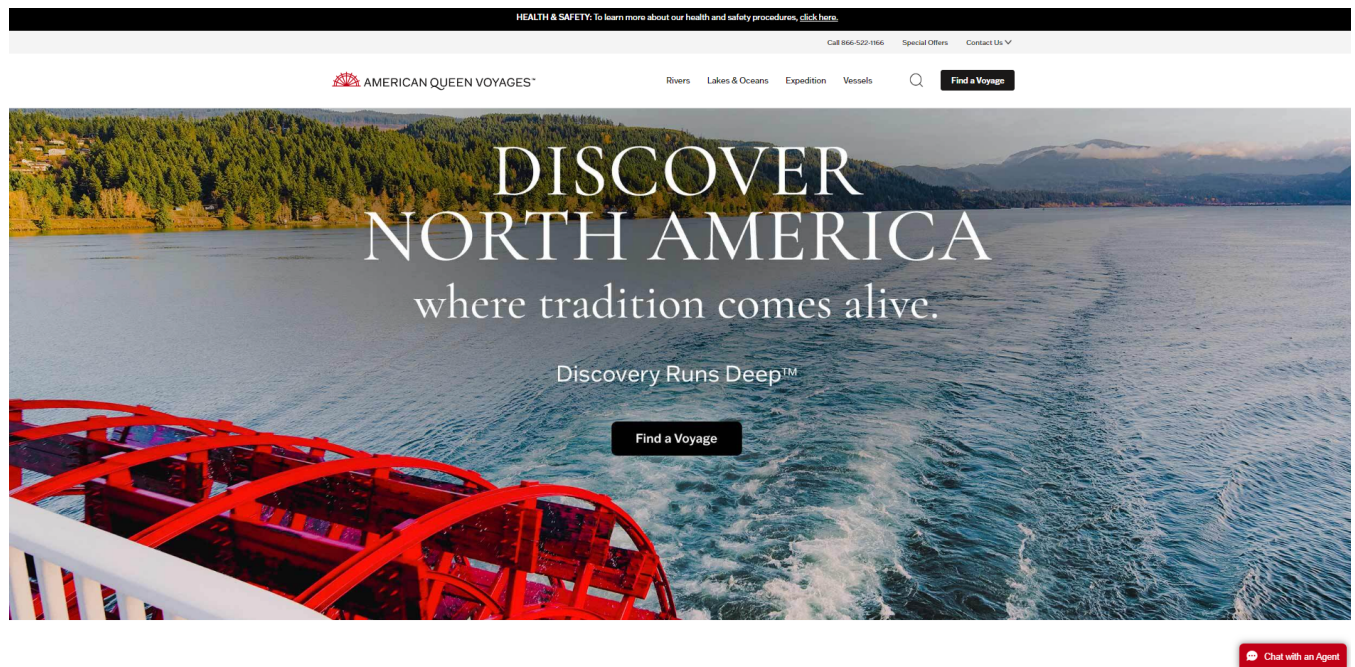 HEALTH & SAFETY: To learn more about our health and safety procedures, click here.
Call 866-522-1166 Special Offers Contact Us
AMERICAN QUEEN VOYAGES™ Rivers Lakes & Oceans Expedition Vessels Find a Voyage
DISCOVER
NORTH AMERICA
where tradition comes alive.
Discovery Runs Deep™
Find a Voyage
Chat with an Agent